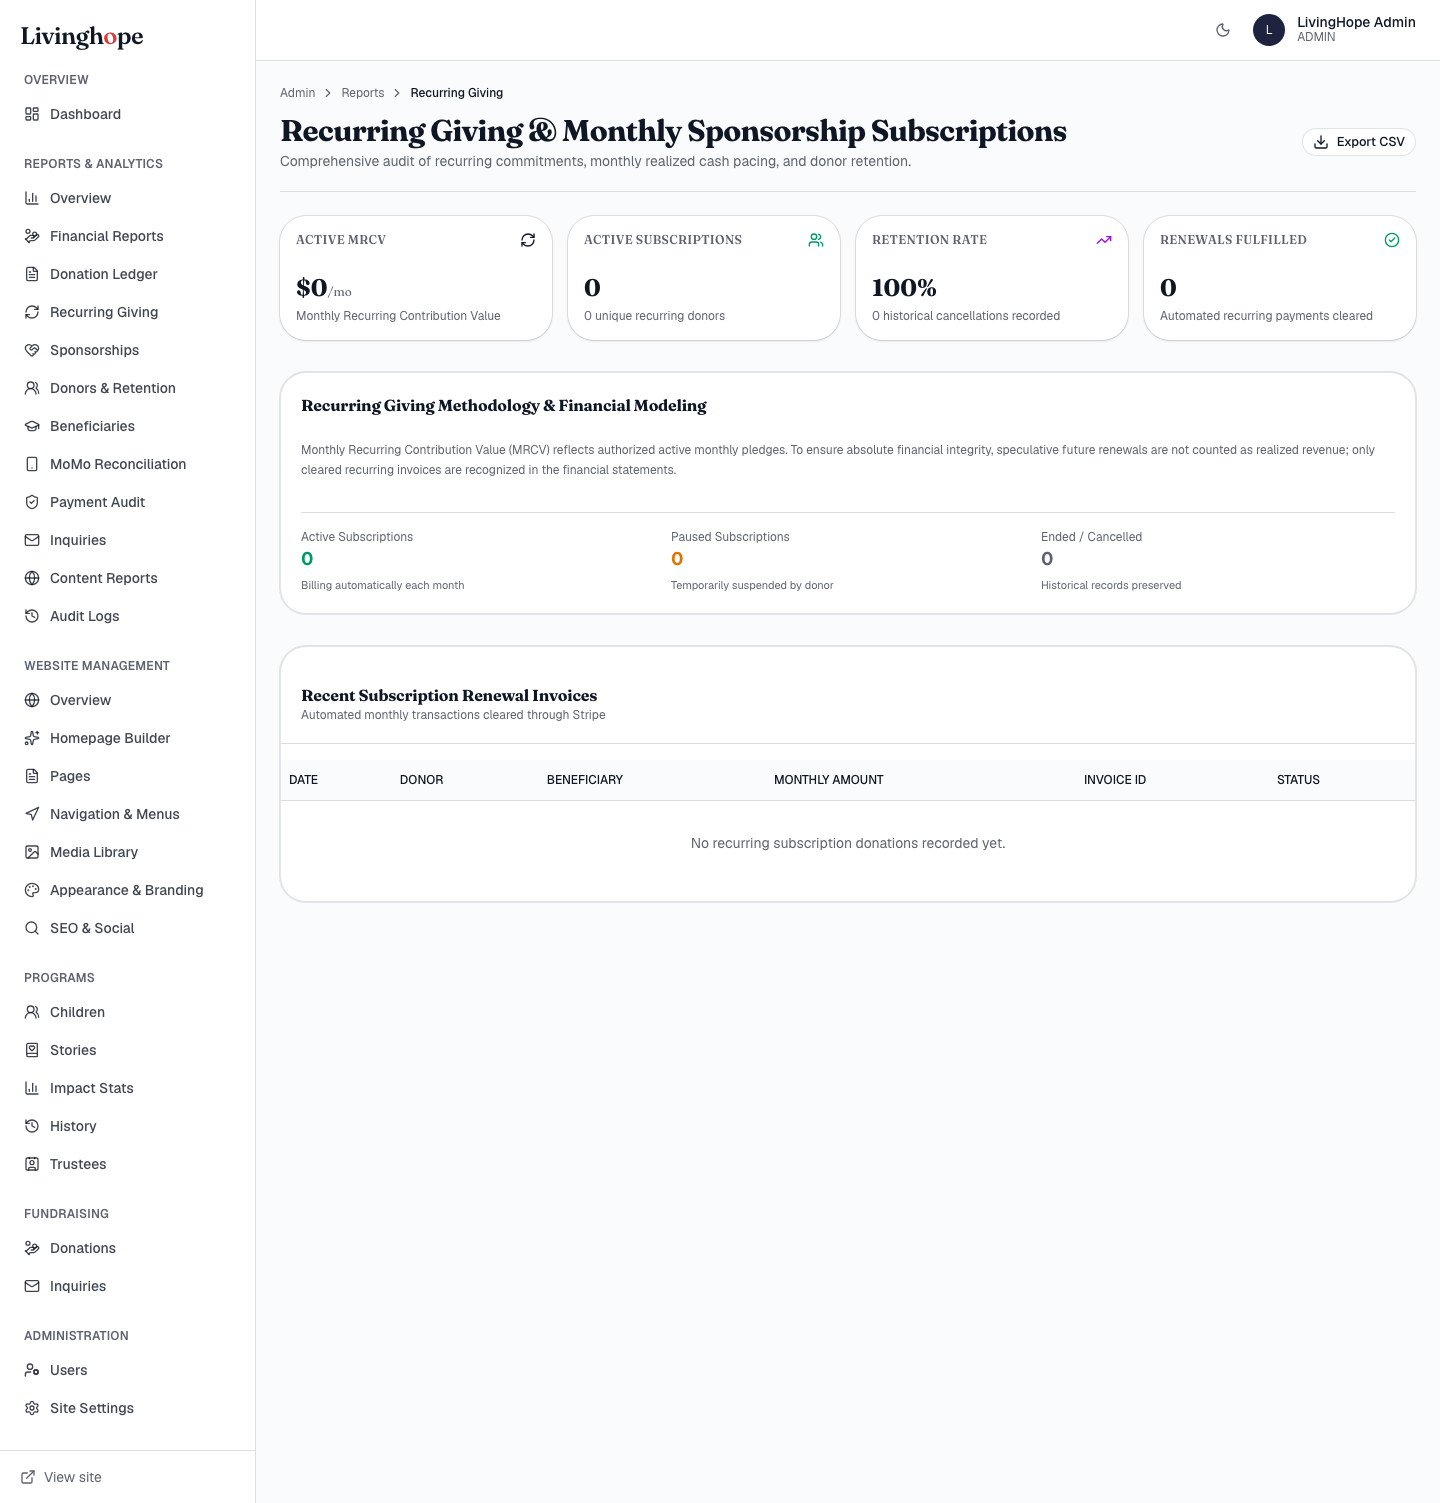 Livinghope
OVERVIEW
Dashboard
REPORTS & ANALYTICS
Overview
Financial Reports
Donation Ledger
Recurring Giving
Sponsorships
Donors & Retention
Beneficiaries
MoMo Reconciliation
Payment Audit
Inquiries
Content Reports
Audit Logs
WEBSITE MANAGEMENT
Overview
Homepage Builder
Pages
Navigation & Menus
Media Library
Appearance & Branding
SEO & Social
PROGRAMS
Children
Stories
Impact Stats
History
Trustees
FUNDRAISING
Donations
Inquiries
ADMINISTRATION
Users
Site Settings
View site
L
LivingHope Admin
ADMIN
Admin > Reports > Recurring Giving
Recurring Giving & Monthly Sponsorship Subscriptions
Comprehensive audit of recurring commitments, monthly realized cash pacing, and donor retention.
Export CSV
ACTIVE MRCV
$0/mo
Monthly Recurring Contribution Value
ACTIVE SUBSCRIPTIONS
0
0 unique recurring donors
RETENTION RATE
100%
0 historical cancellations recorded
RENEWALS FULFILLED
0
Automated recurring payments cleared
Recurring Giving Methodology & Financial Modeling
Monthly Recurring Contribution Value (MRCV) reflects authorized active monthly pledges. To ensure absolute financial integrity, speculative future renewals are not counted as realized revenue; only
cleared recurring invoices are recognized in the financial statements.
Active Subscriptions
0
Billing automatically each month
Paused Subscriptions
0
Temporarily suspended by donor
Ended / Cancelled
0
Historical records preserved
Recent Subscription Renewal Invoices
Automated monthly transactions cleared through Stripe
DATE DONOR BENEFICIARY MONTHLY AMOUNT INVOICE ID STATUS
No recurring subscription donations recorded yet.